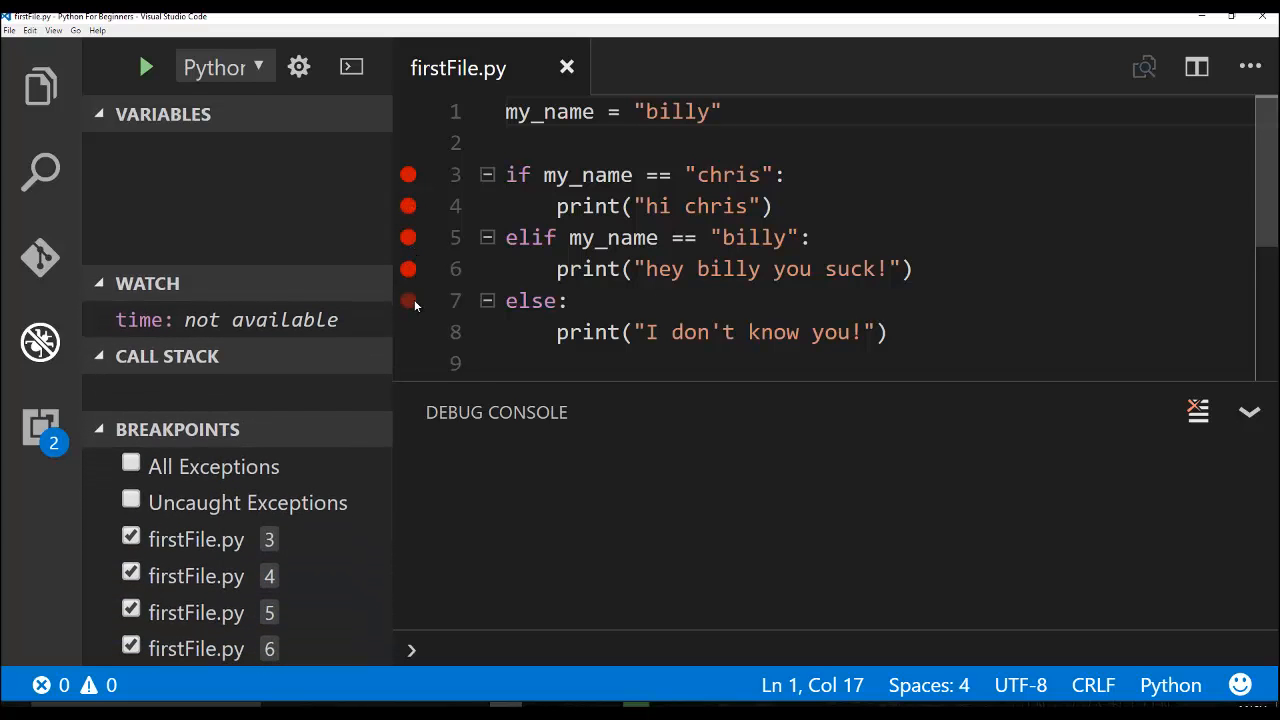 firstFile.py - Python For Beginners - Visual Studio Code
File Edit View Go Help
Python
firstFile.py
VARIABLES
1 my_name = "billy"
2
3 if my_name == "chris":
4 print("hi chris")
5 elif my_name == "billy":
6 print("hey billy you suck!")
7 else:
8 print("I don't know you!")
9
WATCH
time: not available
CALL STACK
BREAKPOINTS
All Exceptions
Uncaught Exceptions
firstFile.py 3
firstFile.py 4
firstFile.py 5
firstFile.py 6
2
DEBUG CONSOLE
0 0
Ln 1, Col 17 Spaces: 4 UTF-8 CRLF Python